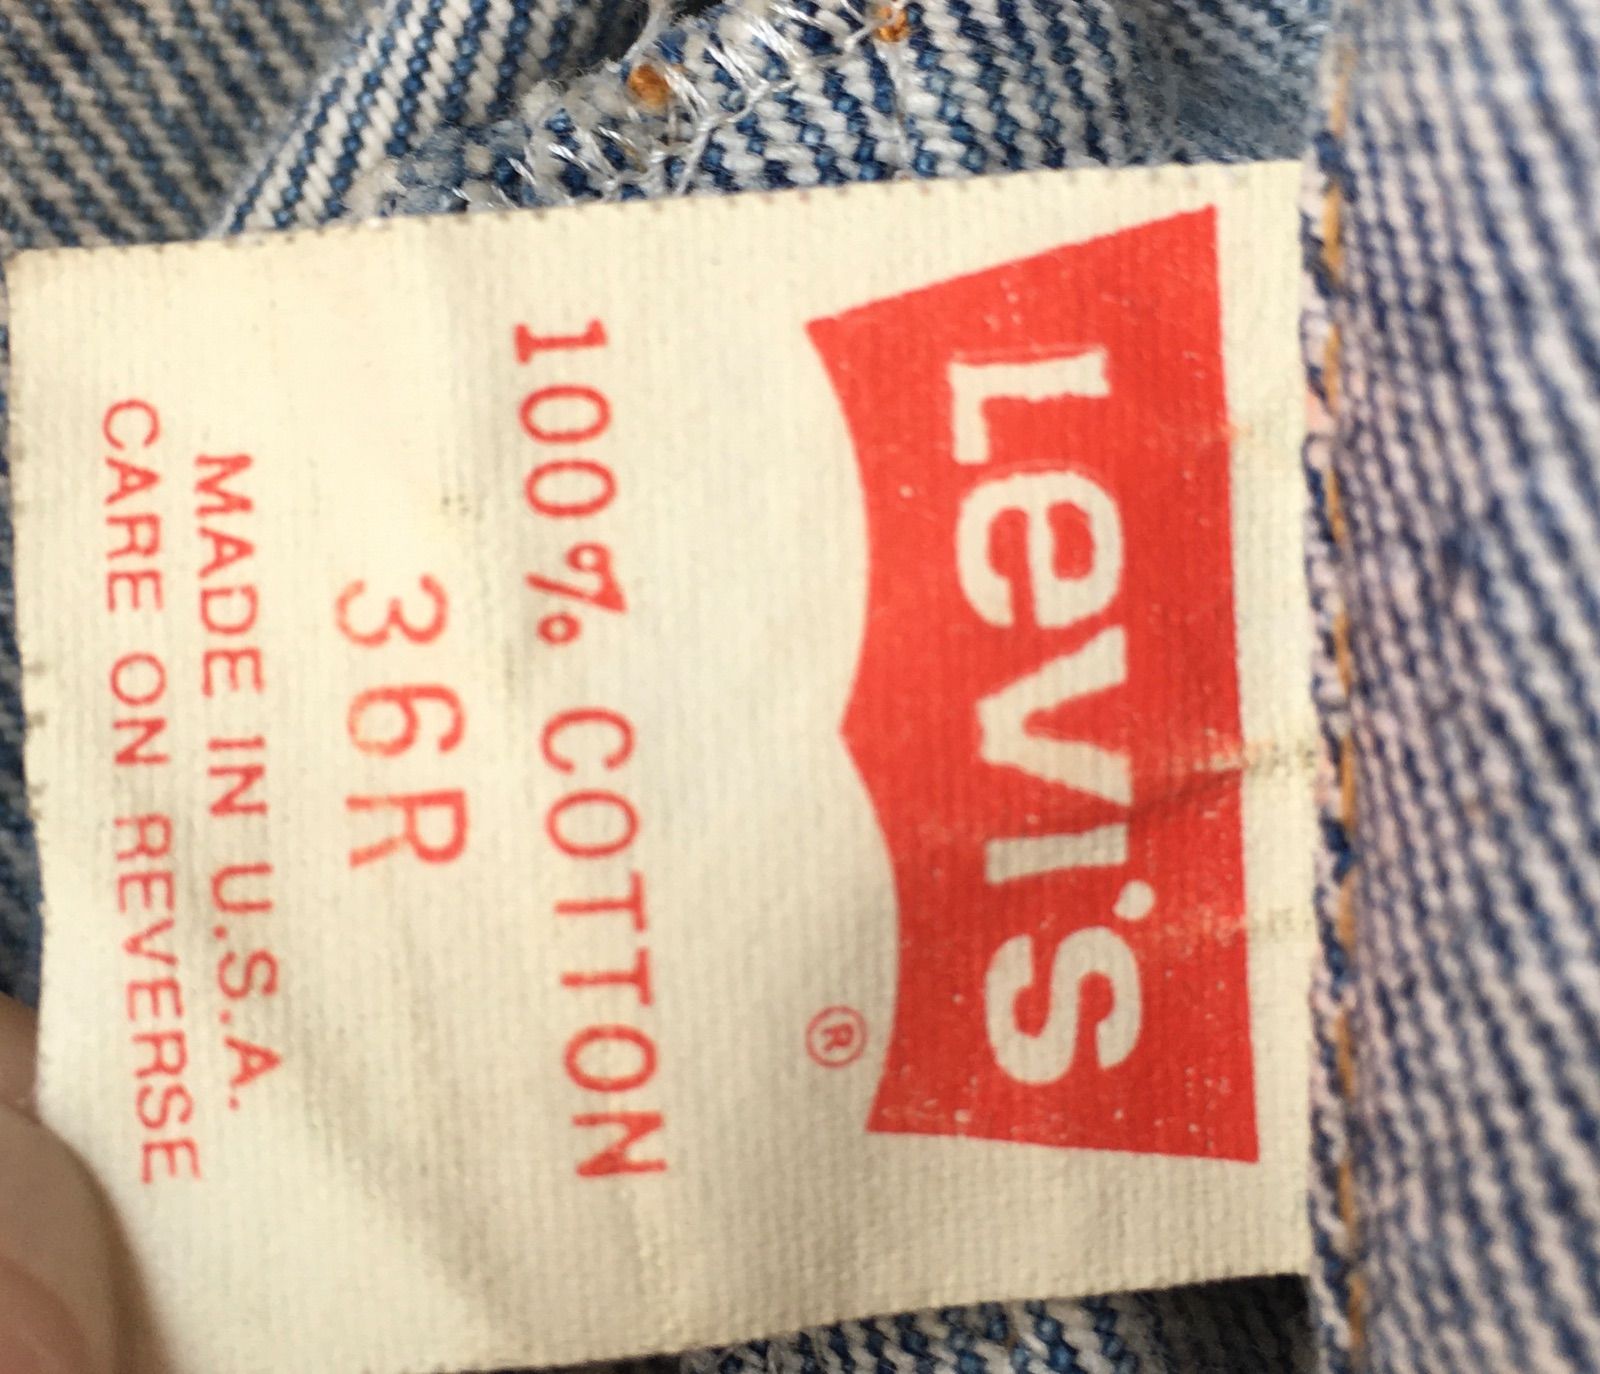 Levi's
®
100% COTTON
36R
MADE IN U.S.A.
CARE ON REVERSE